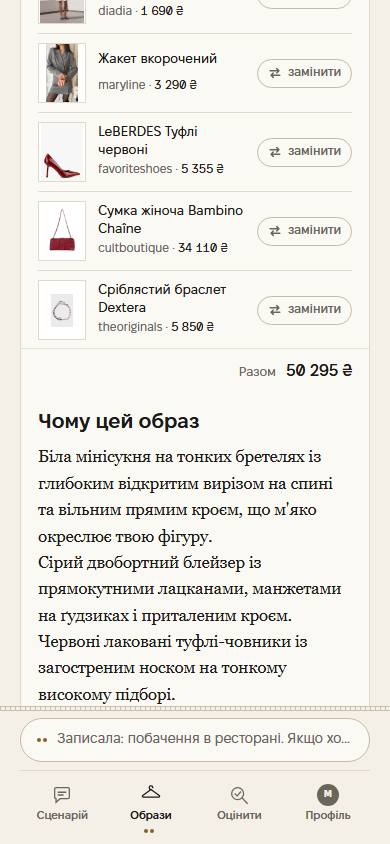 diadia · 1 690 ₴
Жакет вкорочений
maryline · 3 290 ₴
замінити
LeBERDES Туфлі
червоні
favoriteshoes · 5 355 ₴
замінити
Сумка жіноча Bambino
Chaîne
cultboutique · 34 110 ₴
замінити
Сріблястий браслет
Dextera
theoriginals · 5 850 ₴
замінити
Разом 50 295 ₴
Чому цей образ
Біла мінісукня на тонких бретелях із
глибоким відкритим вирізом на спині
та вільним прямим кроєм, що м'яко
окреслює твою фігуру.
Сірий двобортний блейзер із
прямокутними лацканами, манжетами
на ґудзиках і приталеним кроєм.
Червоні лаковані туфлі-човники із
загостреним носком на тонкому
високому підборі.
Записала: побачення в ресторані. Якщо хо...
Сценарій
Образи
Оцінити
M
Профіль